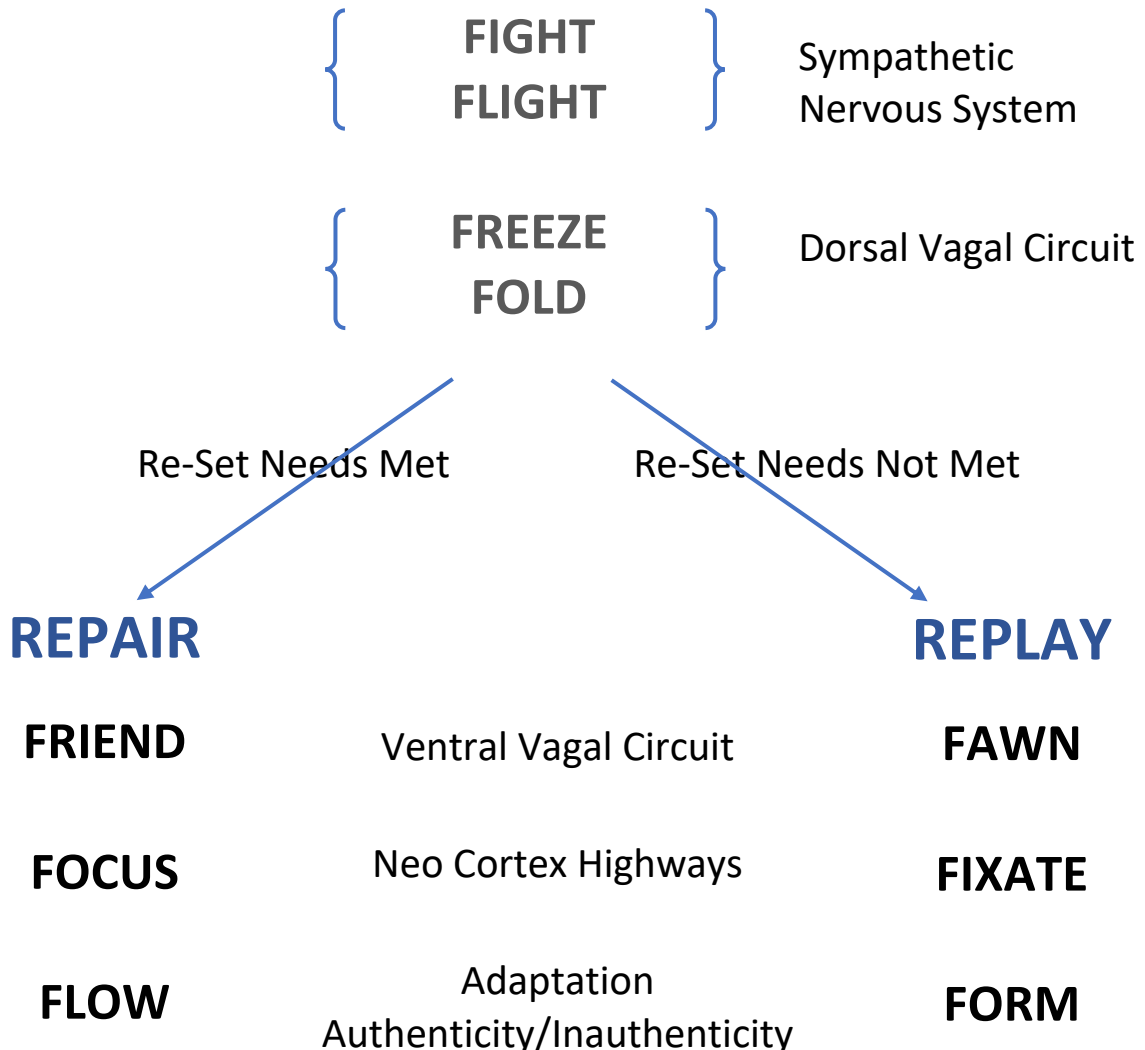 FIGHT
FLIGHT
Sympathetic
Nervous System
FREEZE
FOLD
Dorsal Vagal Circuit
Re-Set Needs Met
Re-Set Needs Not Met
REPAIR
REPLAY
FRIEND
Ventral Vagal Circuit
FAWN
FOCUS
Neo Cortex Highways
FIXATE
FLOW
Adaptation
Authenticity/Inauthenticity
FORM